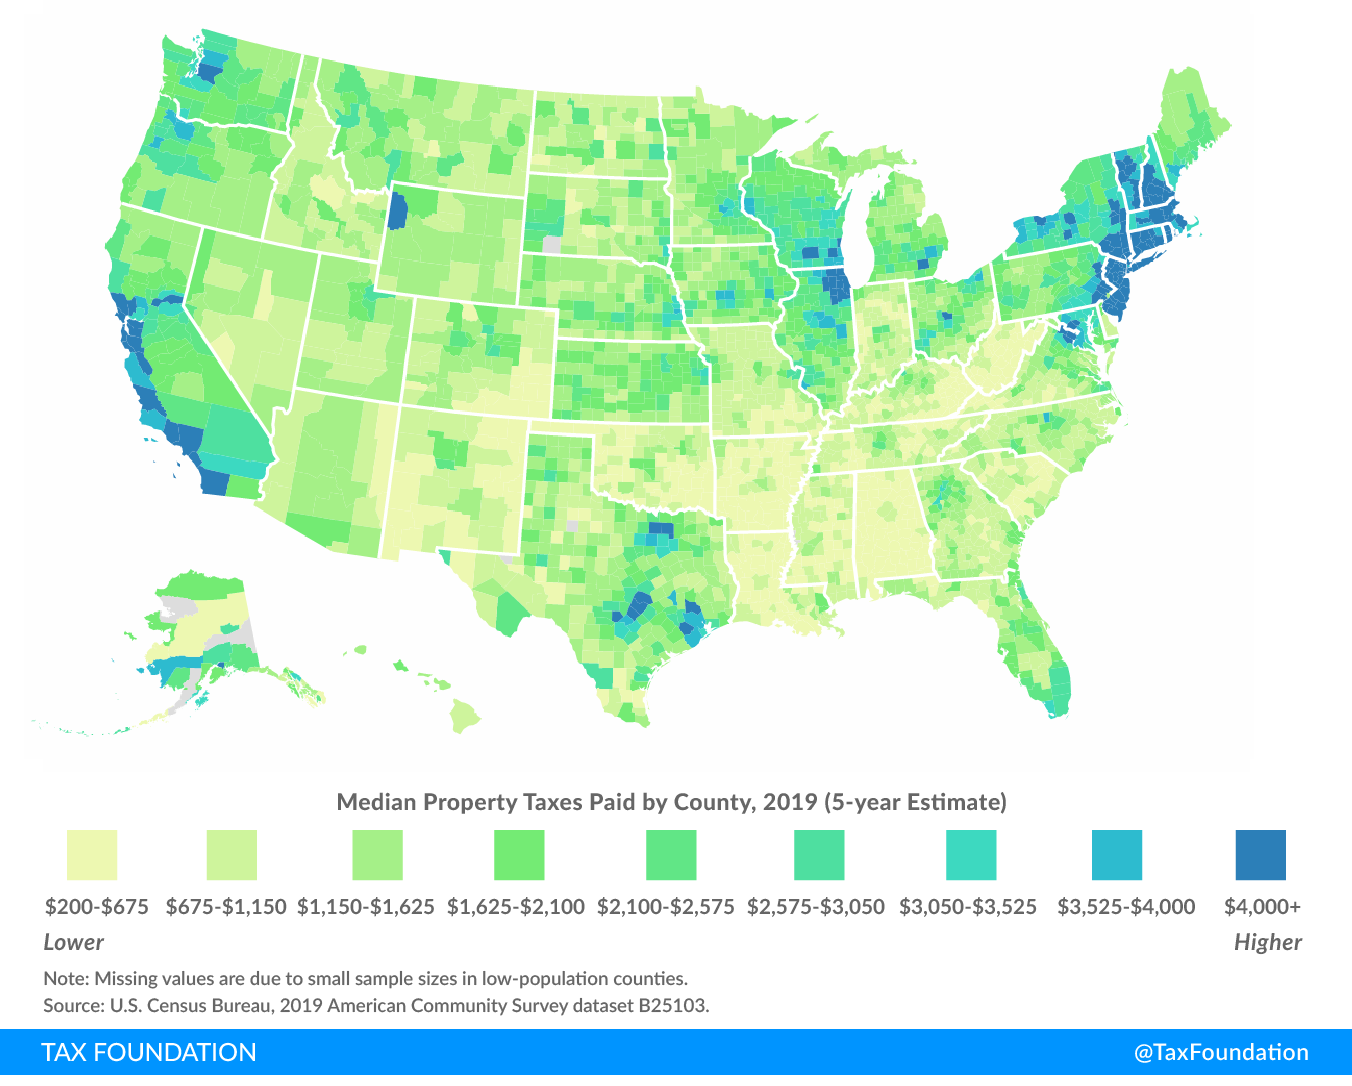 Median Property Taxes Paid by County, 2019 (5-year Estimate)
$200-$675 $675-$1,150 $1,150-$1,625 $1,625-$2,100 $2,100-$2,575 $2,575-$3,050 $3,050-$3,525 $3,525-$4,000 $4,000+
Lower Higher
Note: Missing values are due to small sample sizes in low-population counties.
Source: U.S. Census Bureau, 2019 American Community Survey dataset B25103.
TAX FOUNDATION @TaxFoundation